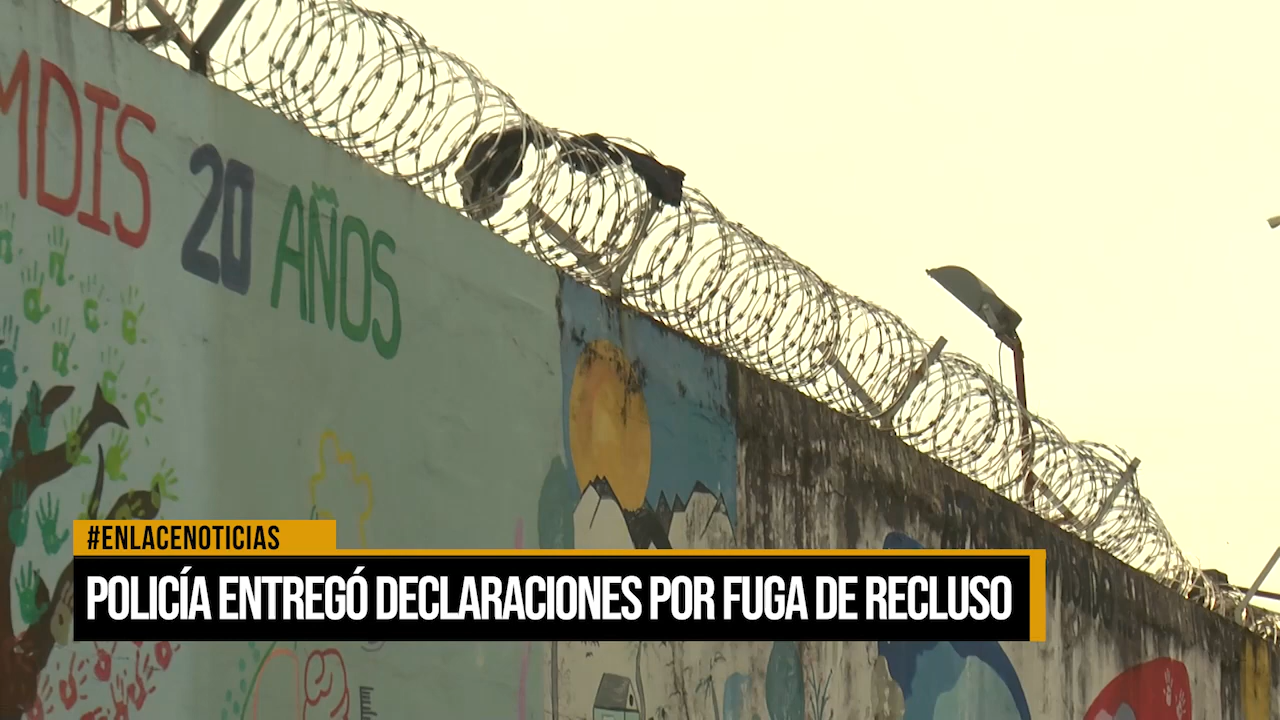 MDIS 20 AÑOS
#ENLACENOTICIAS
POLICÍA ENTREGÓ DECLARACIONES POR FUGA DE RECLUSO